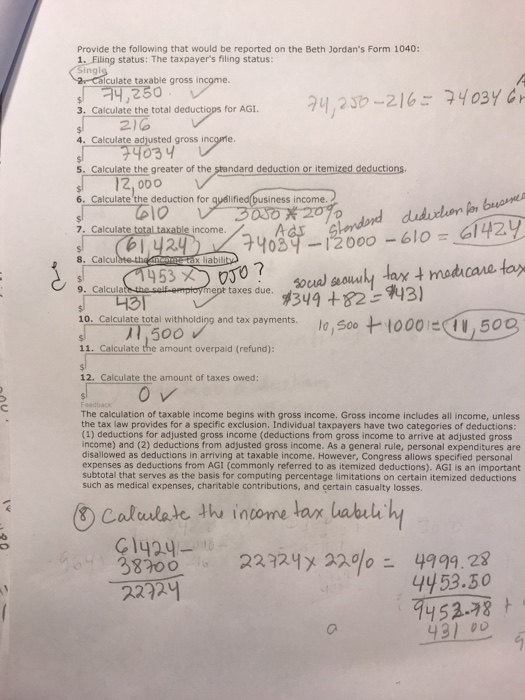 Provide the following that would be reported on the Beth Jordan's Form 1040:
1. Filing status: The taxpayer's filing status:
Single
2. Calculate taxable gross income.
$ 74,250. ✓
74,250 - 216 = 74034 Gr
3. Calculate the total deductions for AGI.
$ 216 ✓
4. Calculate adjusted gross income.
$ 74034 ✓
5. Calculate the greater of the standard deduction or itemized deductions.
$ 12,000 ✓
6. Calculate the deduction for qualified business income.
$ 610 ✓ 3050 * 20%
7. Calculate total taxable income.
AdJ Standard deduction for
$ 61,424 ✓ 74034 - 12000 - 610 = 61424
8. Calculate the income tax liability
$ 9453 X ?
social security tax + medicare tax
9. Calculate the self-employment taxes due.
$ 431 ✓ $349 + 82 = $431
10. Calculate total withholding and tax payments.
$ 11,500 ✓ 10,500 + 1000 = 11,500
11. Calculate the amount overpaid (refund):
$
12. Calculate the amount of taxes owed:
$ 0 ✓
Feedback
The calculation of taxable income begins with gross income. Gross income includes all income, unless
the tax law provides for a specific exclusion. Individual taxpayers have two categories of deductions:
(1) deductions for adjusted gross income (deductions from gross income to arrive at adjusted gross
income) and (2) deductions from adjusted gross income. As a general rule, personal expenditures are
disallowed as deductions in arriving at taxable income. However, Congress allows specified personal
expenses as deductions from AGI (commonly referred to as itemized deductions). AGI is an important
subtotal that serves as the basis for computing percentage limitations on certain itemized deductions
such as medical expenses, charitable contributions, and certain casualty losses.
⑧ Calculate the income tax liability
61424 -
38700
22724
22724 x 22% = 4999.28
4453.50
9452.78 +
431 00